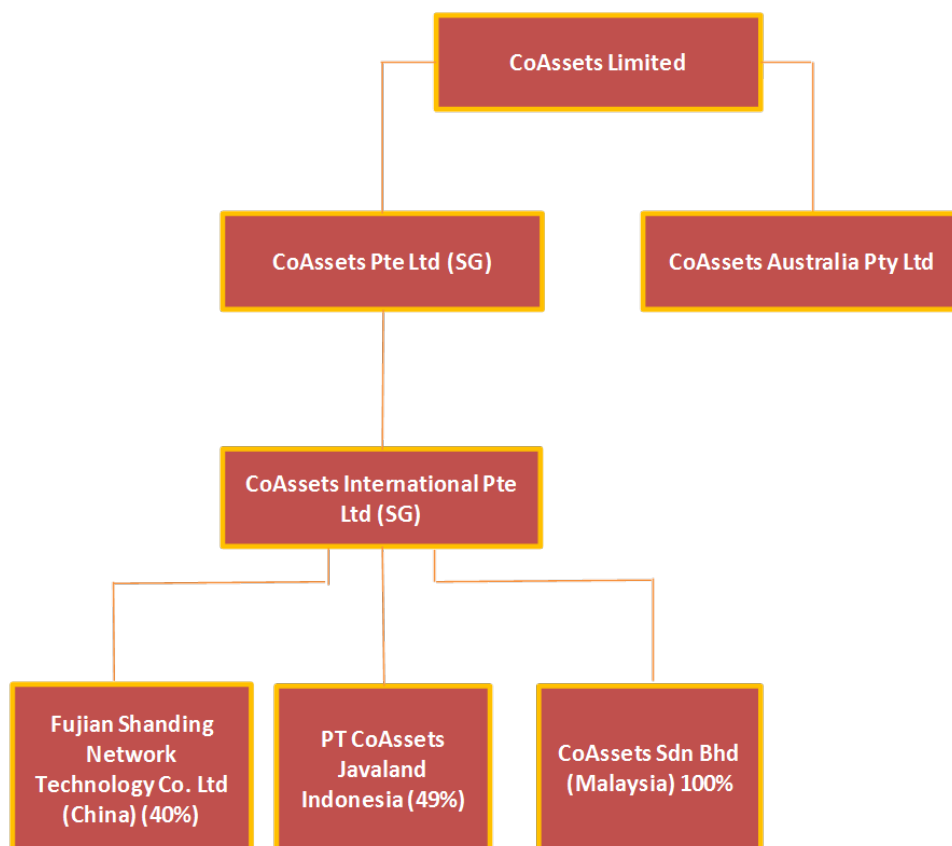 CoAssets Limited
CoAssets Pte Ltd (SG)
CoAssets Australia Pty Ltd
CoAssets International Pte
Ltd (SG)
Fujian Shanding
Network
Technology Co. Ltd
(China) (40%)
PT CoAssets
Javaland
Indonesia (49%)
CoAssets Sdn Bhd
(Malaysia) 100%